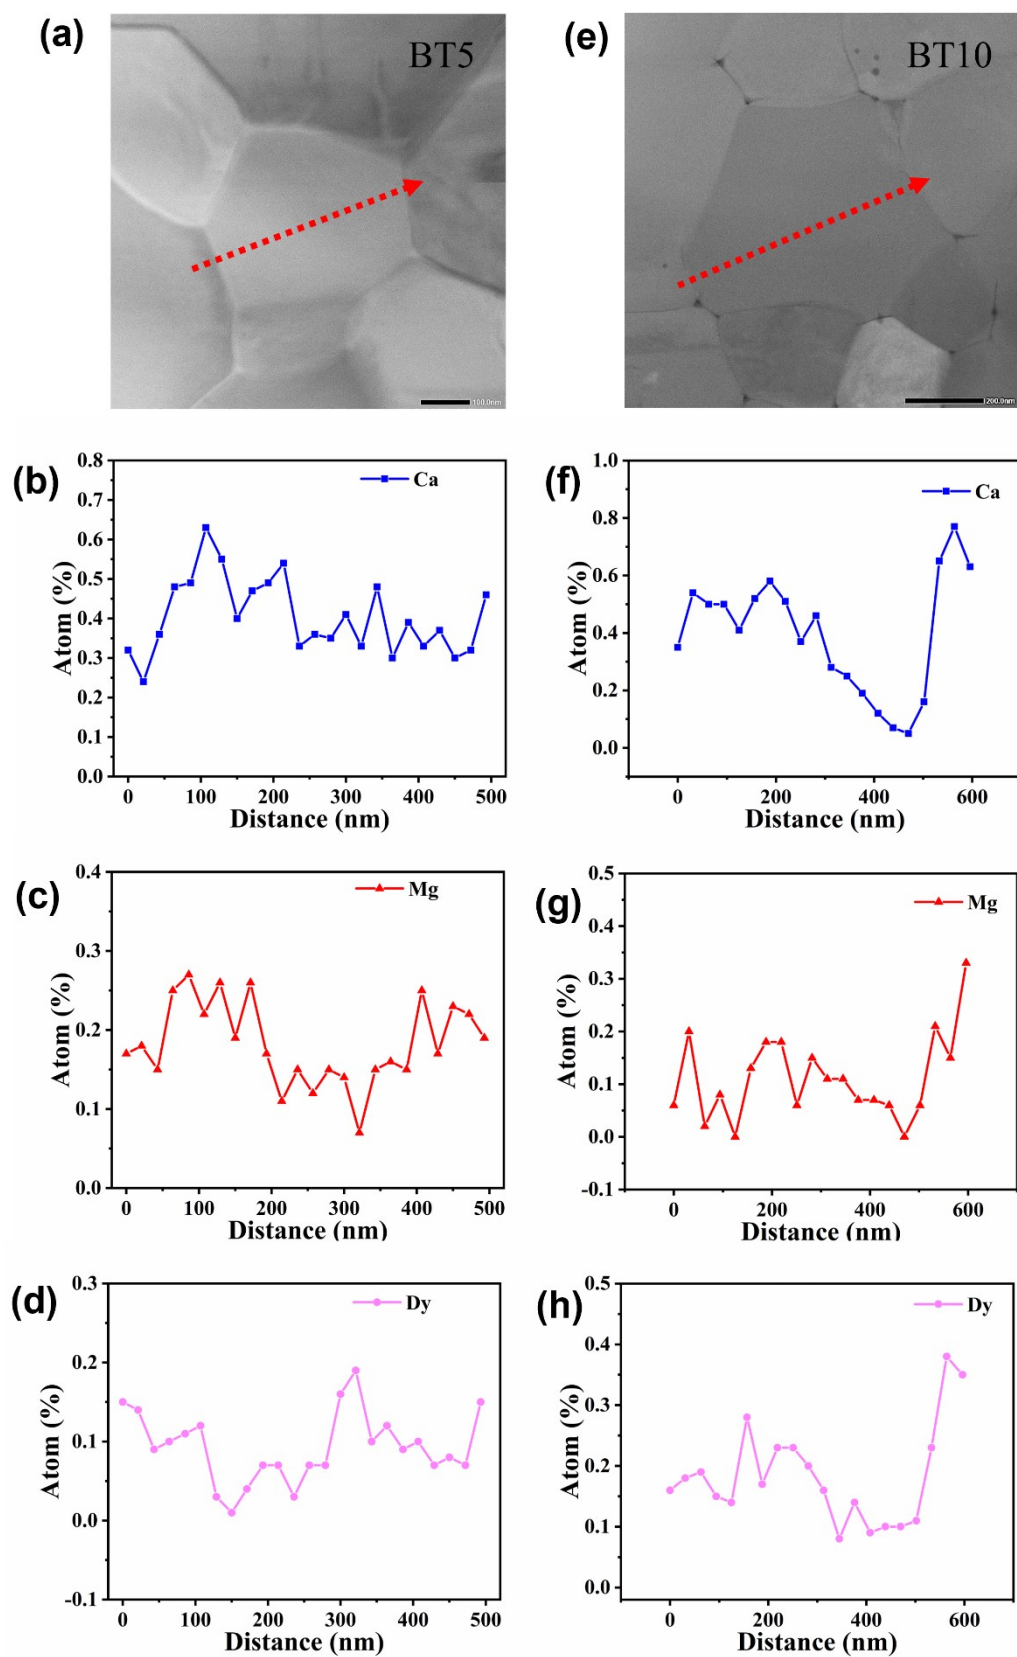 (a)
BT5
100.0nm
(e)
BT10
200.0nm
(b)
Ca
Atom (%)
0.8
0.7
0.6
0.5
0.4
0.3
0.2
0.1
0.0
0 100 200 300 400 500
Distance (nm)
(f)
Ca
Atom (%)
1.0
0.8
0.6
0.4
0.2
0.0
0 200 400 600
Distance (nm)
(c)
Mg
Atom (%)
0.4
0.3
0.2
0.1
0.0
0 100 200 300 400 500
Distance (nm)
(g)
Mg
Atom (%)
0.5
0.4
0.3
0.2
0.1
0.0
-0.1
0 200 400 600
Distance (nm)
(d)
Dy
Atom (%)
0.3
0.2
0.1
0.0
-0.1
0 100 200 300 400 500
Distance (nm)
(h)
Dy
Atom (%)
0.5
0.4
0.3
0.2
0.1
0.0
0 200 400 600
Distance (nm)